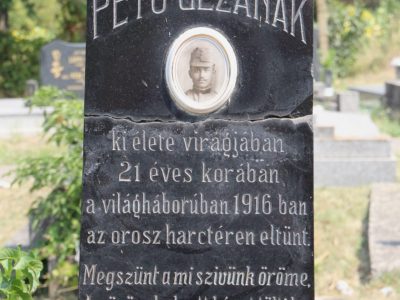 PETŐ GÉZÁNAK
ki élete virágjában
21 éves korában
a világháborúban 1916 ban
az orosz harctéren eltünt.
Megszünt a mi szivünk öröme,